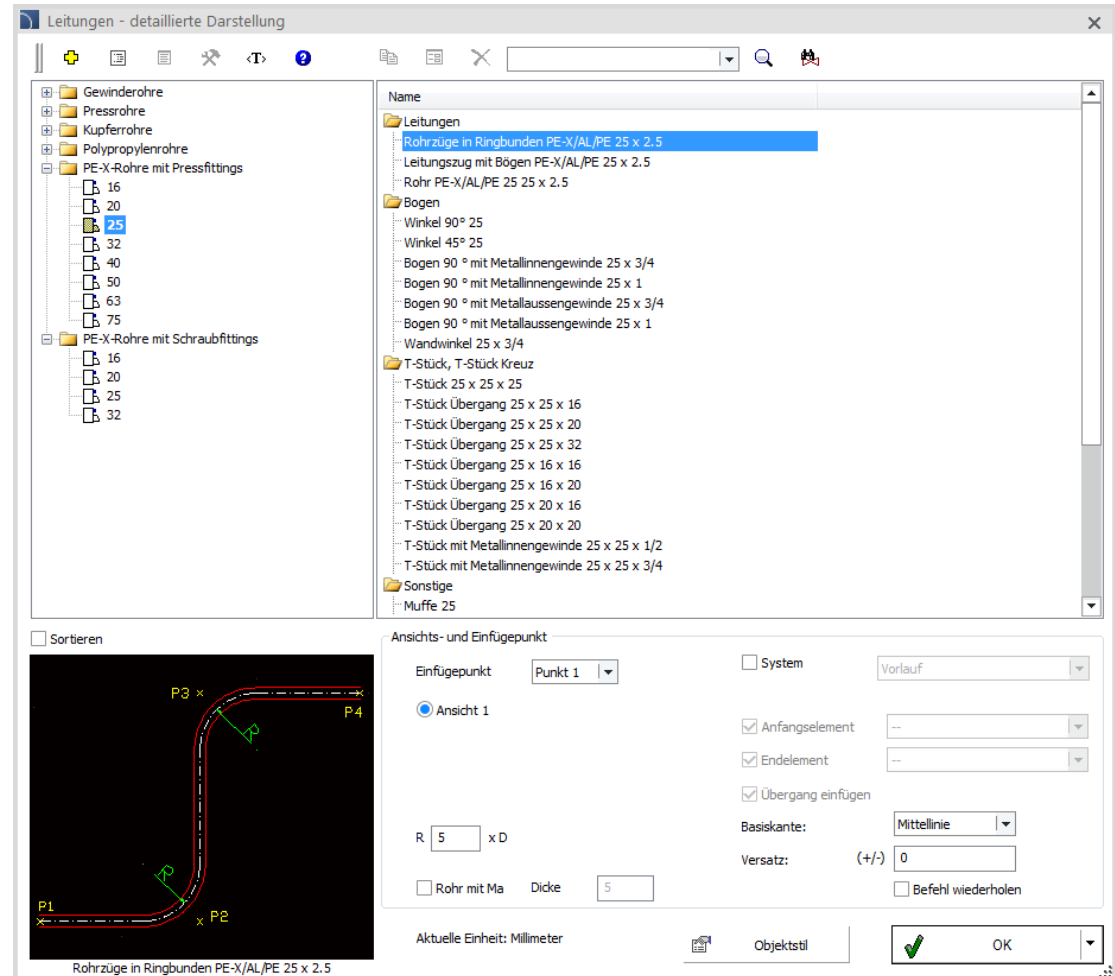 Leitungen - detaillierte Darstellung
<T>
Gewinderohre
Pressrohre
Kupferrohre
Polypropylenrohre
PE-X-Rohre mit Pressfittings
16
20
25
32
40
50
63
75
PE-X-Rohre mit Schraubfittings
16
20
25
32
Name
Leitungen
Rohrzüge in Ringbunden PE-X/AL/PE 25 x 2.5
Leitungszug mit Bögen PE-X/AL/PE 25 x 2.5
Rohr PE-X/AL/PE 25 25 x 2.5
Bogen
Winkel 90° 25
Winkel 45° 25
Bogen 90 ° mit Metallinnengewinde 25 x 3/4
Bogen 90 ° mit Metallinnengewinde 25 x 1
Bogen 90 ° mit Metallaussengewinde 25 x 3/4
Bogen 90 ° mit Metallaussengewinde 25 x 1
Wandwinkel 25 x 3/4
T-Stück, T-Stück Kreuz
T-Stück 25 x 25 x 25
T-Stück Übergang 25 x 25 x 16
T-Stück Übergang 25 x 25 x 20
T-Stück Übergang 25 x 25 x 32
T-Stück Übergang 25 x 16 x 16
T-Stück Übergang 25 x 16 x 20
T-Stück Übergang 25 x 20 x 16
T-Stück Übergang 25 x 20 x 20
T-Stück mit Metallinnengewinde 25 x 25 x 1/2
T-Stück mit Metallinnengewinde 25 x 25 x 3/4
Sonstige
Muffe 25
Sortieren
P3
P4
R
R
P1
P2
Rohrzüge in Ringbunden PE-X/AL/PE 25 x 2.5
Ansichts- und Einfügepunkt
Einfügepunkt Punkt 1
Ansicht 1
R 5 x D
Rohr mit Ma Dicke 5
System Vorlauf
Anfangselement --
Endelement --
Übergang einfügen
Basiskante: Mittellinie
Versatz: (+/-) 0
Befehl wiederholen
Aktuelle Einheit: Millimeter
Objektstil
OK